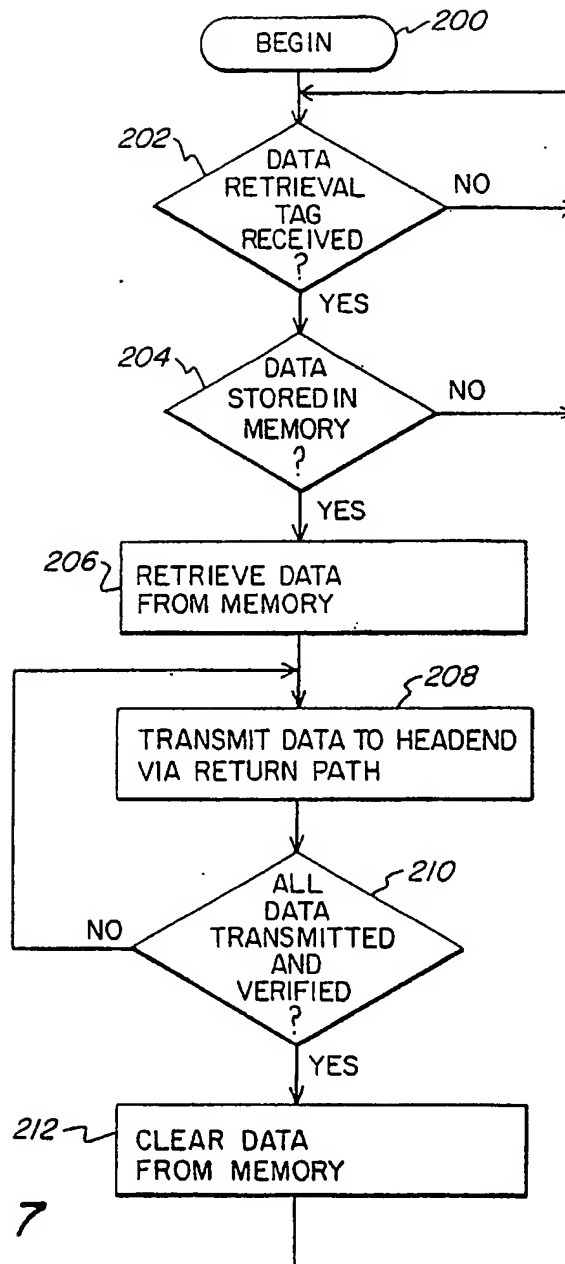 BEGIN
200
202
DATA
RETRIEVAL
TAG
RECEIVED
?
NO
YES
204
DATA
STORED IN
MEMORY
?
NO
YES
206
RETRIEVE DATA
FROM MEMORY
208
TRANSMIT DATA TO HEADEND
VIA RETURN PATH
210
ALL
DATA
TRANSMITTED
AND
VERIFIED
?
NO
YES
212
CLEAR DATA
FROM MEMORY
7